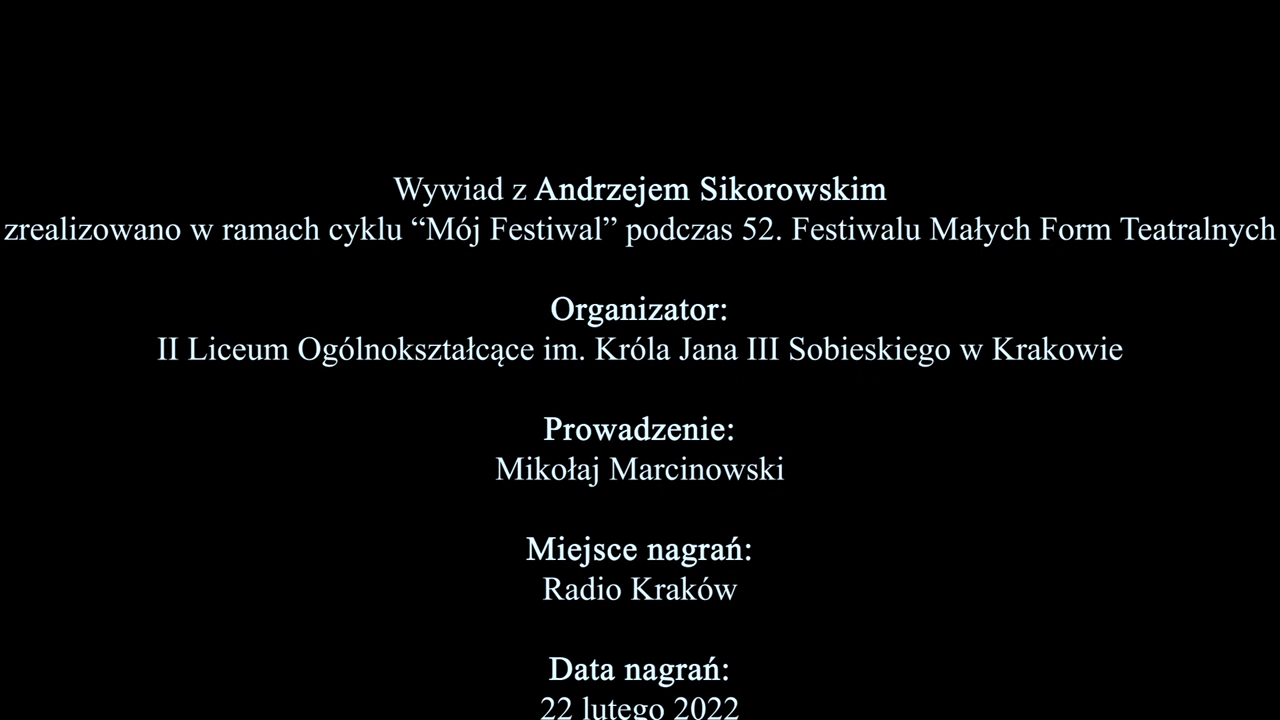 Wywiad z Andrzejem Sikorowskim
zrealizowano w ramach cyklu “Mój Festiwal” podczas 52. Festiwalu Małych Form Teatralnych
Organizator:
II Liceum Ogólnokształcące im. Króla Jana III Sobieskiego w Krakowie
Prowadzenie:
Mikołaj Marcinowski
Miejsce nagrań:
Radio Kraków
Data nagrań:
22 lutego 2022